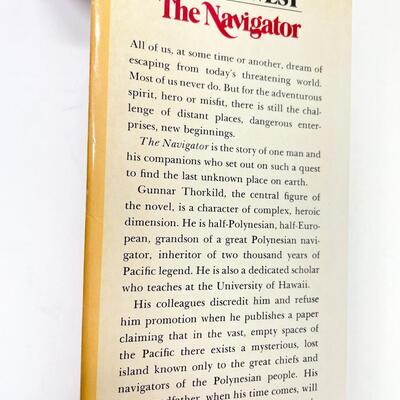 The Navigator
All of us, at some time or another, dream of
escaping from today's threatening world.
Most of us never do. But for the adventurous
spirit, hero or misfit, there is still the chal-
lenge of distant places, dangerous enter-
prises, new beginnings.
The Navigator is the story of one man and
his companions who set out on such a quest
to find the last unknown place on earth.
Gunnar Thorkild, the central figure of
the novel, is a character of complex, heroic
dimension. He is half-Polynesian, half-Euro-
pean, grandson of a great Polynesian navi-
gator, inheritor of two thousand years of
Pacific legend. He is also a dedicated scholar
who teaches at the University of Hawaii.
His colleagues discredit him and refuse
him promotion when he publishes a paper
claiming that in the vast, empty spaces of
the Pacific there exists a mysterious, lost
island known only to the great chiefs and
navigators of the Polynesian people. His
when his time comes, will